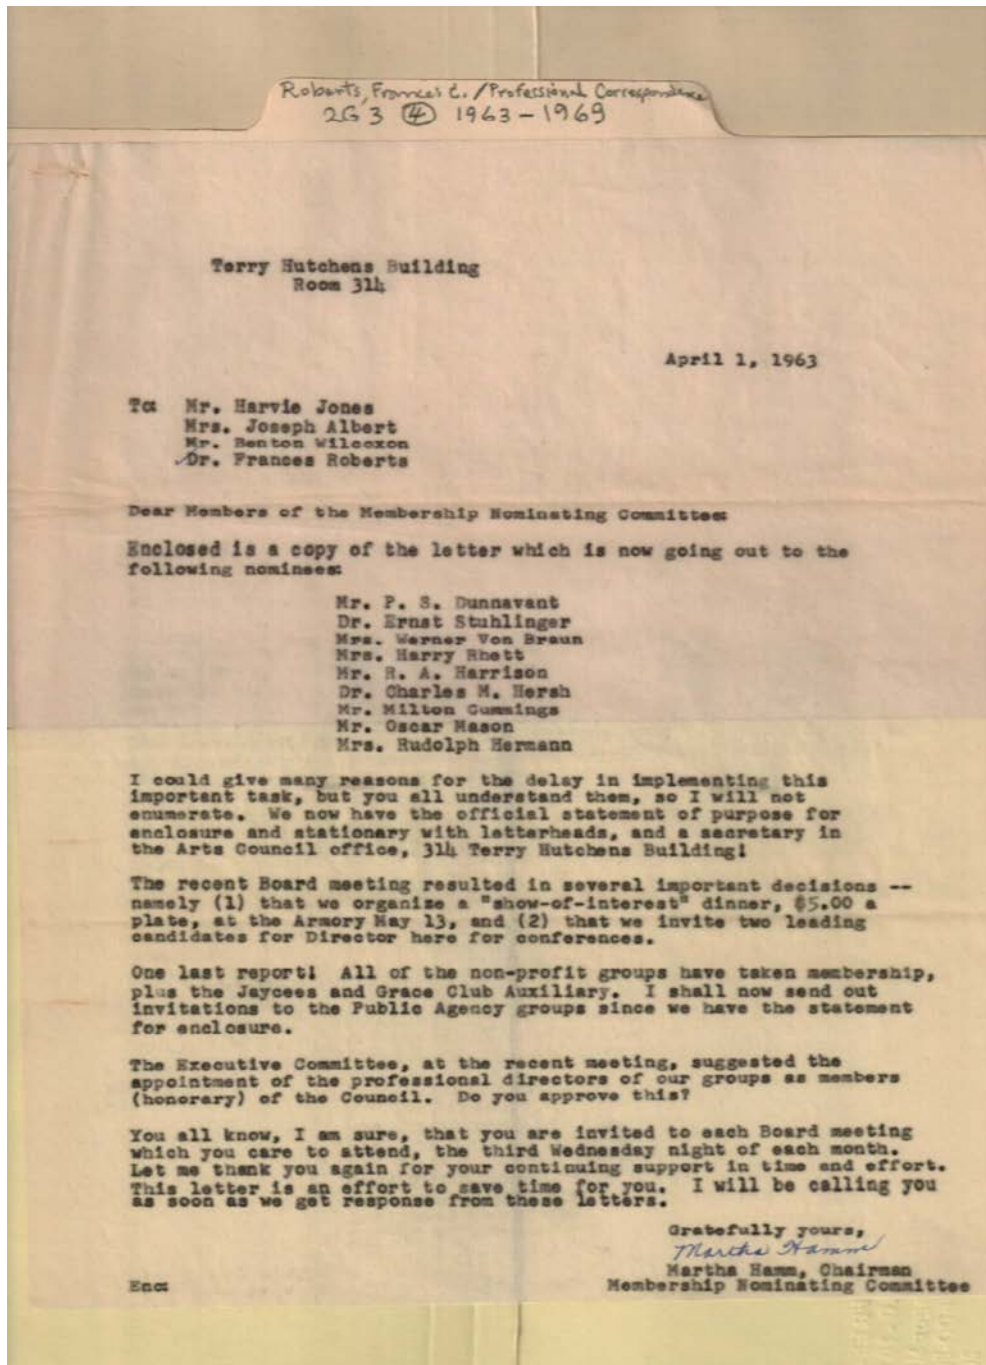 Roberts, Frances C. / Professional Correspondence
2G3 (4) 1963-1969
Terry Hutchens Building
Room 314
April 1, 1963
To: Mr. Harvie Jones
Mrs. Joseph Albert
Mr. Benton Wilcoxon
✓Dr. Frances Roberts
Dear Members of the Membership Nominating Committee:
Enclosed is a copy of the letter which is now going out to the
following nominees:
Mr. P. S. Dunnavant
Dr. Ernst Stuhlinger
Mrs. Werner Von Braun
Mrs. Harry Rhett
Mr. R. A. Harrison
Dr. Charles M. Hersh
Mr. Milton Cummings
Mr. Oscar Mason
Mrs. Rudolph Hermann
I could give many reasons for the delay in implementing this
important task, but you all understand them, so I will not
enumerate. We now have the official statement of purpose for
enclosure and stationary with letterheads, and a secretary in
the Arts Council office, 314 Terry Hutchens Building!
The recent Board meeting resulted in several important decisions --
namely (1) that we organize a "show-of-interest" dinner, $5.00 a
plate, at the Armory May 13, and (2) that we invite two leading
candidates for Director here for conferences.
One last report! All of the non-profit groups have taken membership,
plus the Jaycees and Grace Club Auxiliary. I shall now send out
invitations to the Public Agency groups since we have the statement
for enclosure.
The Executive Committee, at the recent meeting, suggested the
appointment of the professional directors of our groups as members
(honorary) of the Council. Do you approve this?
You all know, I am sure, that you are invited to each Board meeting
which you care to attend, the third Wednesday night of each month.
Let me thank you again for your continuing support in time and effort.
This letter is an effort to save time for you. I will be calling you
as soon as we get response from these letters.
Gratefully yours,
Martha Hamm
Martha Hamm, Chairman
Membership Nominating Committee
Enc: